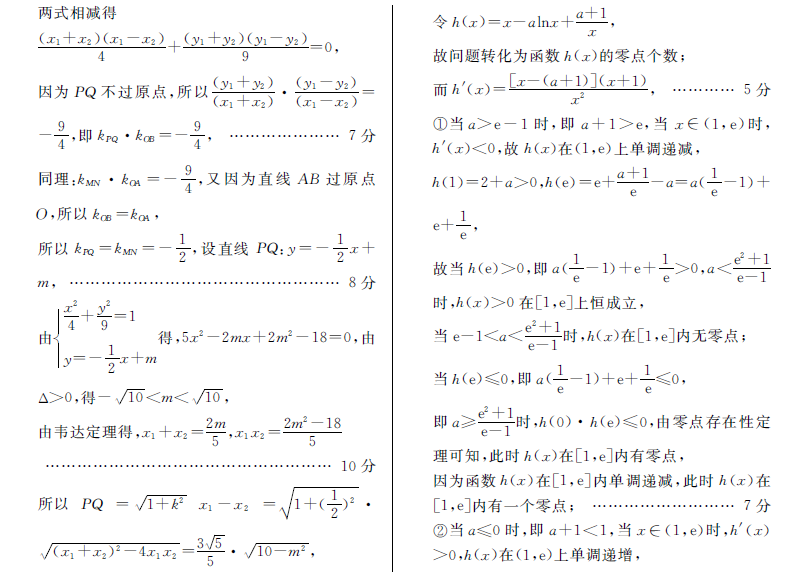 两式相减得
(x₁+x₂)(x₁-x₂)/4+(y₁+y₂)(y₁-y₂)/9=0,
因为 PQ 不过原点,所以(y₁+y₂)/(x₁+x₂)·(y₁-y₂)/(x₁-x₂)=
-9/4,即 k_PQ·k_OB=-9/4, ………………… 7 分
同理:k_MN·k_OA=-9/4,又因为直线 AB 过原点
O,所以 k_OB=k_OA,
所以 k_PQ=k_MN=-1/2,设直线 PQ:y=-1/2x+
m, …………………………………………… 8 分
由{x²/4+y²/9=1
y=-1/2x+m 得,5x²-2mx+2m²-18=0,由
Δ>0,得-√10<m<√10,
由韦达定理得,x₁+x₂=2m/5,x₁x₂=(2m²-18)/5
……………………………………………… 10 分
所以 PQ =√(1+k²) x₁-x₂ =√(1+(1/2)²)·
√((x₁+x₂)²-4x₁x₂)=3√5/5·√(10-m²),
令 h(x)=x-alnx+(a+1)/x,
故问题转化为函数 h(x)的零点个数;
而 h′(x)=[x-(a+1)](x+1)/x², ………… 5 分
①当 a>e-1 时,即 a+1>e,当 x∈(1,e)时,
h′(x)<0,故 h(x)在(1,e)上单调递减,
h(1)=2+a>0,h(e)=e+(a+1)/e-a=a(1/e-1)+
e+1/e,
故当 h(e)>0,即 a(1/e-1)+e+1/e>0,a<(e²+1)/(e-1)
时,h(x)>0 在[1,e]上恒成立,
当 e-1<a<(e²+1)/(e-1)时,h(x)在[1,e]内无零点;
当 h(e)≤0,即 a(1/e-1)+e+1/e≤0,
即 a≥(e²+1)/(e-1)时,h(0)·h(e)≤0,由零点存在性定
理可知,此时 h(x)在[1,e]内有零点,
因为函数 h(x)在[1,e]内单调递减,此时 h(x)在
[1,e]内有一个零点; ……………………… 7 分
②当 a≤0 时,即 a+1<1,当 x∈(1,e)时,h′(x)
>0,h(x)在(1,e)上单调递增,